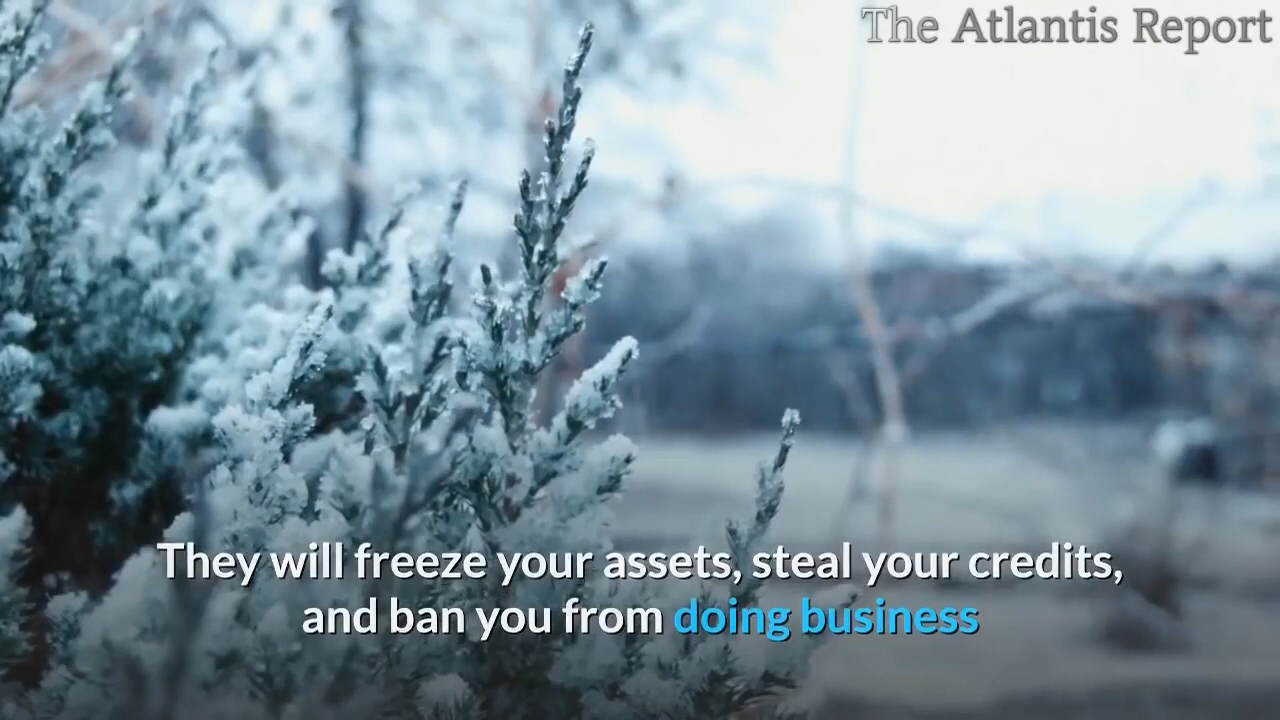 The Atlantis Report
They will freeze your assets, steal your credits,
and ban you from doing business